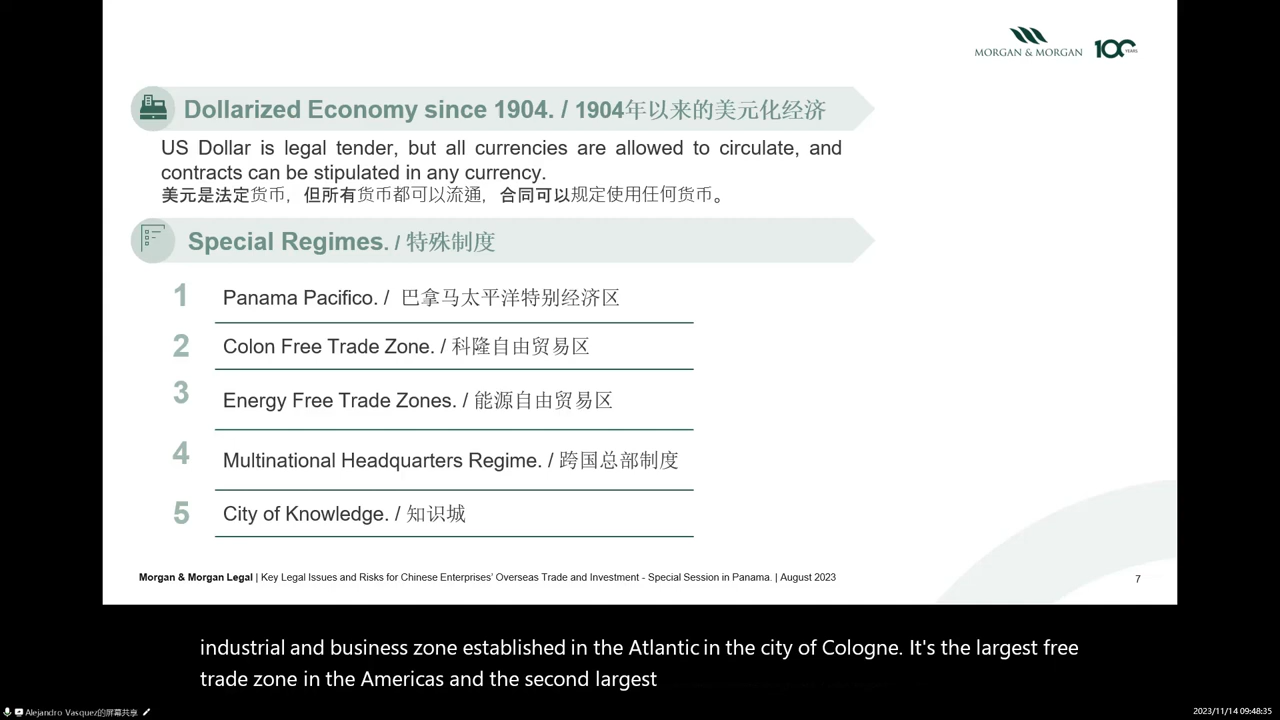 MORGAN & MORGAN 100 YEARS
Dollarized Economy since 1904. / 1904年以来的美元化经济
US Dollar is legal tender, but all currencies are allowed to circulate, and
contracts can be stipulated in any currency.
美元是法定货币，但所有货币都可以流通，合同可以规定使用任何货币。
Special Regimes. / 特殊制度
1 Panama Pacifico. / 巴拿马太平洋特别经济区
2 Colon Free Trade Zone. / 科隆自由贸易区
3 Energy Free Trade Zones. / 能源自由贸易区
4 Multinational Headquarters Regime. / 跨国总部制度
5 City of Knowledge. / 知识城
Morgan & Morgan Legal | Key Legal Issues and Risks for Chinese Enterprises' Overseas Trade and Investment - Special Session in Panama. | August 2023 7
industrial and business zone established in the Atlantic in the city of Cologne. It's the largest free
trade zone in the Americas and the second largest
Alejandro Vasquez的屏幕共享 2023/11/14 09:48:35